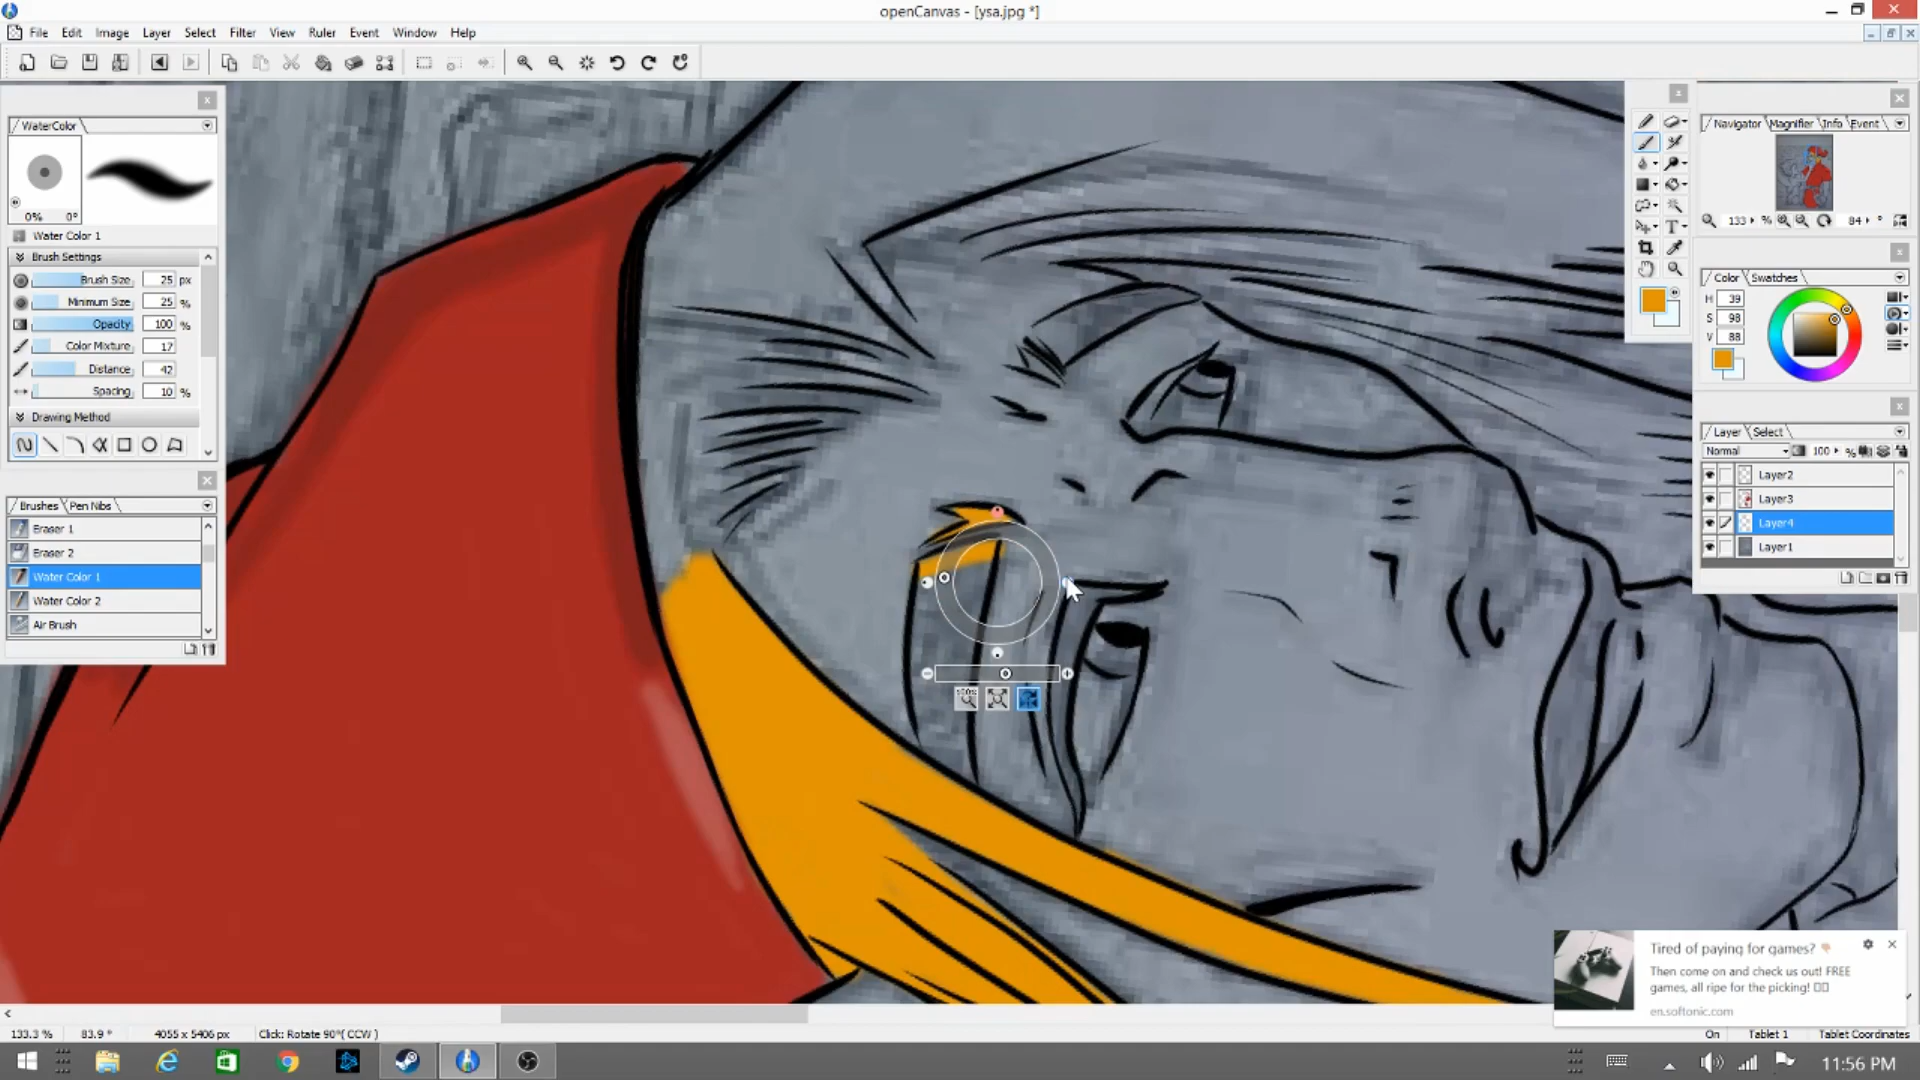 openCanvas - [ysa.jpg *]
File Edit Image Layer Select Filter View Ruler Event Window Help
WaterColor
0% 0°
Water Color 1
Brush Settings
Brush Size 25 px
Minimum Size 25 %
Opacity 100 %
Color Mixture 17
Distance 42
Spacing 10 %
Drawing Method
Brushes Pen Nibs
Eraser 1
Eraser 2
Water Color 1
Water Color 2
Air Brush
100%
Navigator Magnifier Info Event
133 % 84 °
Color Swatches
H 39
S 98
V 88
Layer Select
Normal 100 %
Layer2
Layer3
Layer4
Layer1
Tired of paying for games?
Then come on and check us out! FREE
games, all ripe for the picking!
en.softonic.com
133.3 % 83.9 ° 4055 x 5406 px Click: Rotate 90°( CCW )
On Tablet 1 Tablet Coordinates
11:56 PM